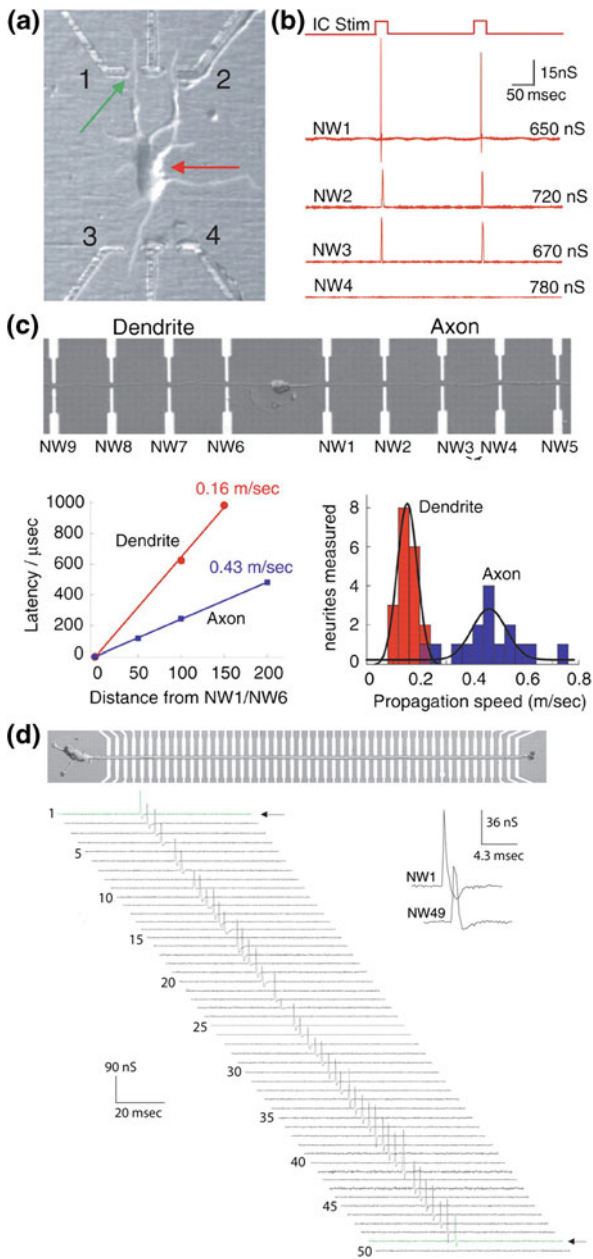 (a)
1
2
3
4
(b)
IC Stim
15nS
50 msec
NW1
650 nS
NW2
720 nS
NW3
670 nS
NW4
780 nS
(c)
Dendrite
Axon
NW9 NW8 NW7 NW6 NW1 NW2 NW3 NW4 NW5
1000
800
600
400
200
0
Latency / μsec
0.16 m/sec
Dendrite
0.43 m/sec
Axon
0 50 100 150 200
Distance from NW1/NW6
8
6
4
2
0
neurites measured
Dendrite
Axon
0 0.2 0.4 0.6 0.8
Propagation speed (m/sec)
(d)
1
5
10
15
20
25
30
35
40
45
50
36 nS
4.3 msec
NW1
NW49
90 nS
20 msec